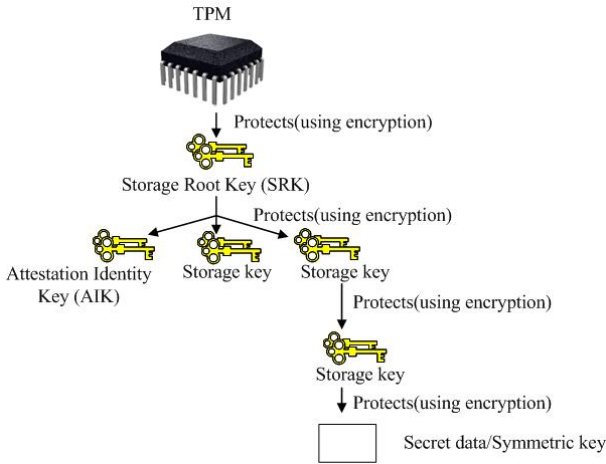 TPM
Protects(using encryption)
Storage Root Key (SRK)
Protects(using encryption)
Attestation Identity
Key (AIK)
Storage key
Storage key
Protects(using encryption)
Storage key
Protects(using encryption)
Secret data/Symmetric key